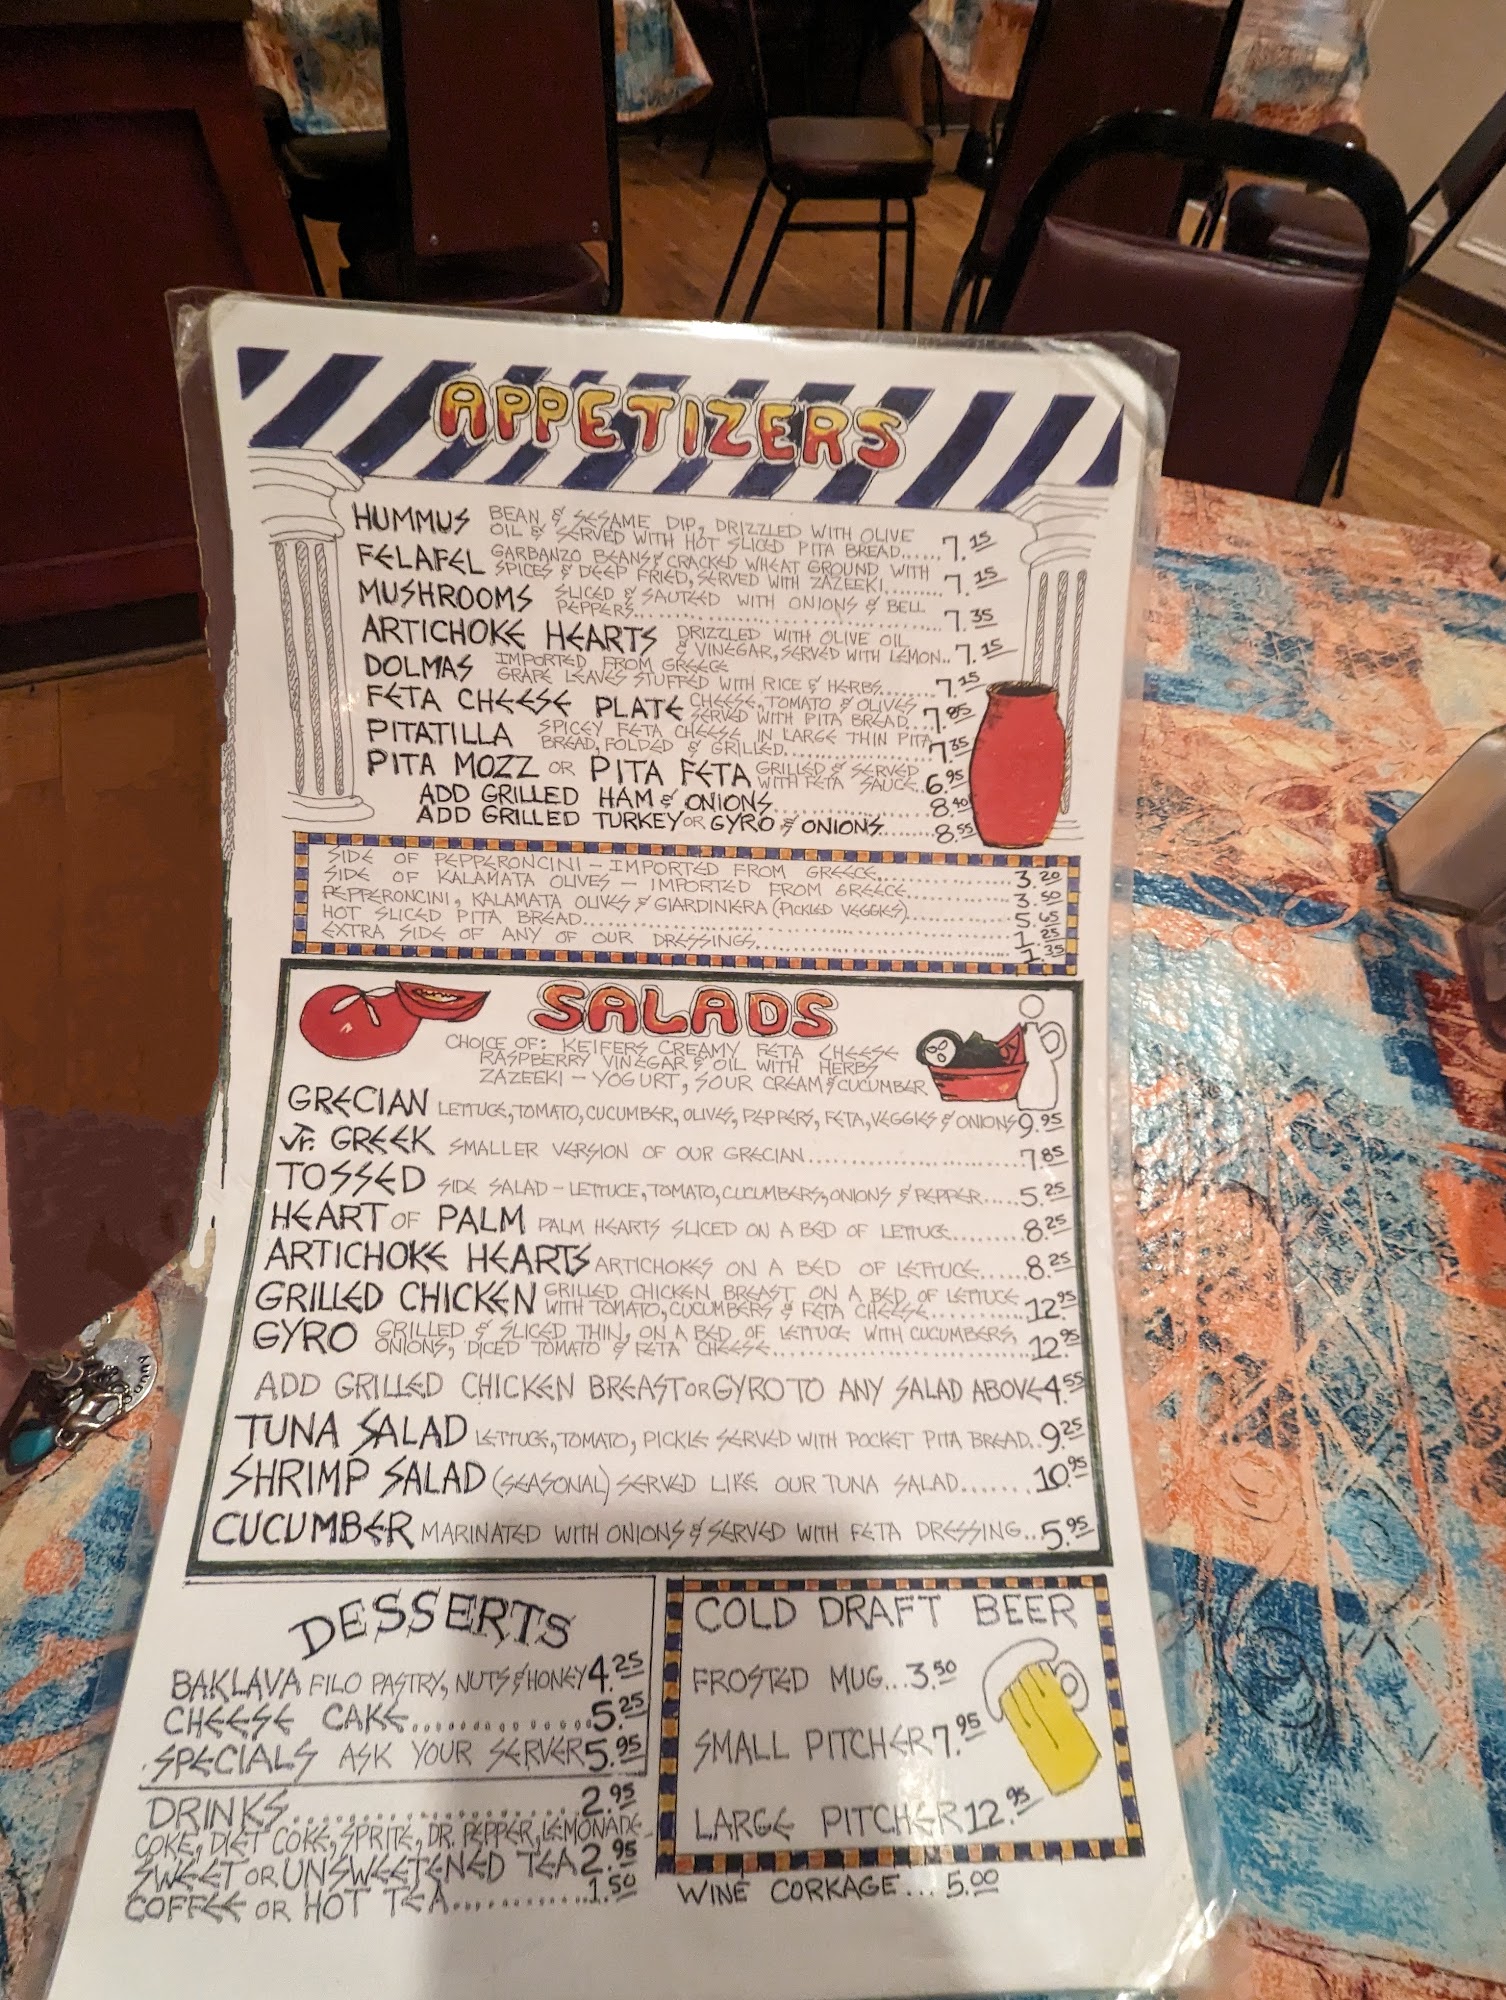 APPETIZERS
HUMMUS BEAN & SESAME DIP, DRIZZLED WITH OLIVE
OIL & SERVED WITH HOT SLICED PITA BREAD...... 7.15
FELAFEL GARBANZO BEANS & CRACKED WHEAT GROUND WITH
SPICES & DEEP FRIED, SERVED WITH ZAZEEKI........ 7.15
MUSHROOMS SLICED & SAUTEED WITH ONIONS & BELL
PEPPERS........................................ 7.35
ARTICHOKE HEARTS DRIZZLED WITH OLIVE OIL
& VINEGAR, SERVED WITH LEMON.. 7.15
DOLMAS IMPORTED FROM GREECE
GRAPE LEAVES STUFFED WITH RICE & HERBS....... 7.15
FETA CHEESE PLATE CHEESE, TOMATO & OLIVES
SERVED WITH PITA BREAD... 7.85
PITATILLA SPICEY FETA CHEESE IN LARGE THIN PITA
BREAD, FOLDED & GRILLED.................... 7.35
PITA MOZZ OR PITA FETA GRILLED & SERVED
WITH FETA SAUCE.. 6.95
ADD GRILLED HAM & ONIONS.................... 8.40
ADD GRILLED TURKEY OR GYRO & ONIONS....... 8.55
SIDE OF PEPPERONCINI - IMPORTED FROM GREECE.................. 3.20
SIDE OF KALAMATA OLIVES - IMPORTED FROM GREECE............... 3.50
PEPPERONCINI, KALAMATA OLIVES & GIARDINERA (PICKLED VEGGIES)............ 5.65
HOT SLICED PITA BREAD............................................. 1.25
EXTRA SIDE OF ANY OF OUR DRESSINGS................................ 1.35
SALADS
CHOICE OF: KEIFERS CREAMY FETA CHEESE
RASPBERRY VINEGAR & OIL WITH HERBS
ZAZEEKI - YOGURT, SOUR CREAM & CUCUMBER
GRECIAN LETTUCE, TOMATO, CUCUMBER, OLIVES, PEPPERS, FETA, VEGGIES & ONIONS 9.95
Jr. GREEK SMALLER VERSION OF OUR GRECIAN........................ 7.85
TOSSED SIDE SALAD - LETTUCE, TOMATO, CUCUMBERS, ONIONS & PEPPER..... 5.25
HEART OF PALM PALM HEARTS SLICED ON A BED OF LETTUCE.......... 8.25
ARTICHOKE HEARTS ARTICHOKES ON A BED OF LETTUCE...... 8.25
GRILLED CHICKEN GRILLED CHICKEN BREAST ON A BED OF LETTUCE
WITH TOMATO, CUCUMBERS & FETA CHEESE............ 12.95
GYRO GRILLED & SLICED THIN, ON A BED OF LETTUCE WITH CUCUMBERS,
ONIONS, DICED TOMATO & FETA CHEESE................................ 12.95
ADD GRILLED CHICKEN BREAST OR GYRO TO ANY SALAD ABOVE 4.55
TUNA SALAD LETTUCE, TOMATO, PICKLE SERVED WITH POCKET PITA BREAD.. 9.25
SHRIMP SALAD (SEASONAL) SERVED LIKE OUR TUNA SALAD....... 10.95
CUCUMBER MARINATED WITH ONIONS & SERVED WITH FETA DRESSING... 5.95
DESSERTS
BAKLAVA FILO PASTRY, NUTS & HONEY 4.25
CHEESE CAKE............... 5.25
SPECIALS ASK YOUR SERVER 5.95
DRINKS........................ 2.95
COKE, DIET COKE, SPRITE, DR. PEPPER, LEMONADE
SWEET OR UNSWEETENED TEA 2.95
COFFEE OR HOT TEA............ 1.50
COLD DRAFT BEER
FROSTED MUG... 3.50
SMALL PITCHER 7.95
LARGE PITCHER 12.95
WINE CORKAGE... 5.00